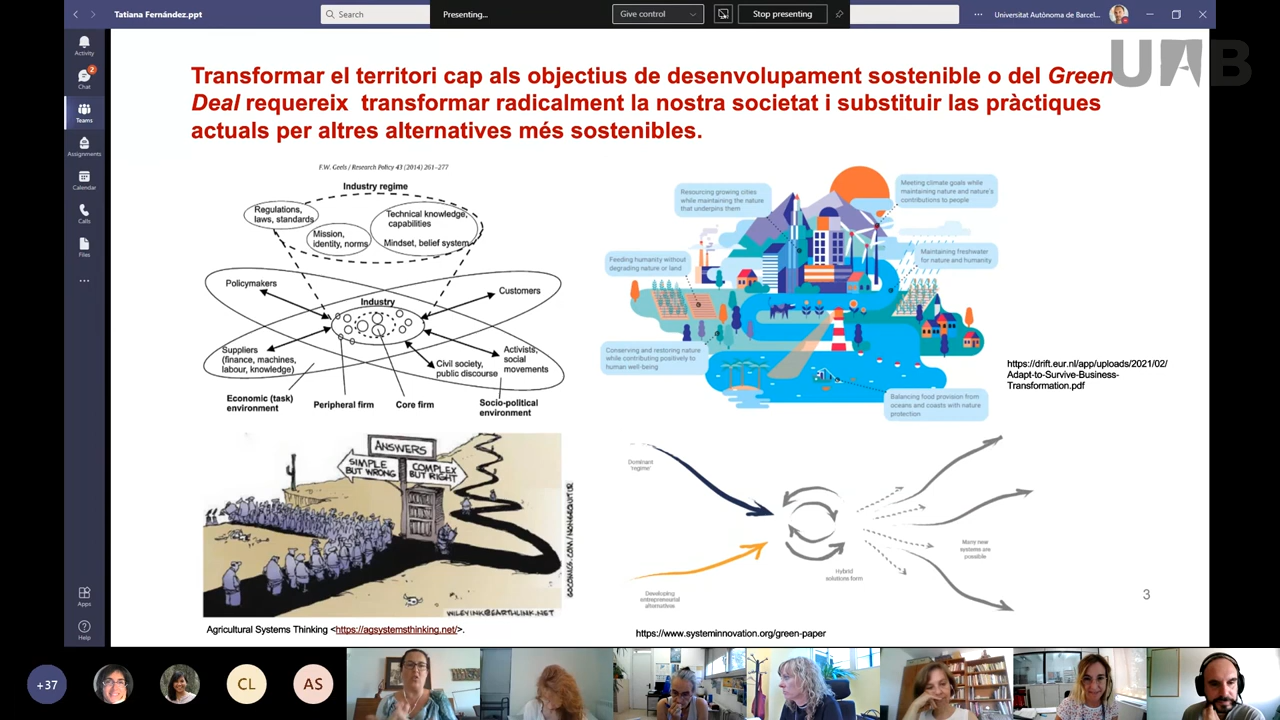 Tatiana Fernández.ppt
Search
Presenting...
Give control
Stop presenting
Universitat Autònoma de Barcel...
UAB
Activity
Chat
2
Teams
Assignments
Calendar
Calls
Files
Apps
Help
Transformar el territori cap als objectius de desenvolupament sostenible o del Green
Deal requereix transformar radicalment la nostra societat i substituir las pràctiques
actuals per altres alternatives més sostenibles.
F.W. Geels / Research Policy 43 (2014) 261–277
Industry regime
Regulations,
laws, standards
Mission,
identity, norms
Technical knowledge,
capabilities
Mindset, belief system
Policymakers
Customers
Industry
Suppliers
(finance, machines,
labour, knowledge)
Civil society,
public discourse
Activists,
social
movements
Economic (task)
environment
Peripheral firm
Core firm
Socio-political
environment
Resourcing growing cities
while maintaining the nature
that underpins them
Meeting climate goals while
maintaining nature and nature's
contributions to people
Feeding humanity without
degrading nature or land
Maintaining freshwater
for nature and humanity
Conserving and restoring nature
while contributing positively to
human well-being
Balancing food provision from
oceans and coasts with nature
protection
https://drift.eur.nl/app/uploads/2021/02/
Adapt-to-Survive-Business-
Transformation.pdf
ANSWERS
SIMPLE
BUT WRONG
COMPLEX
BUT RIGHT
GOCOMICS.COM/NONSEQUITUR
WILEYINK@EARTHLINK.NET
Agricultural Systems Thinking <https://agsystemsthinking.net/>.
Dominant
'regime'
Developing
entrepreneurial
alternatives
Hybrid
solutions form
Many new
systems are
possible
https://www.systeminnovation.org/green-paper
3
+37
CL
AS